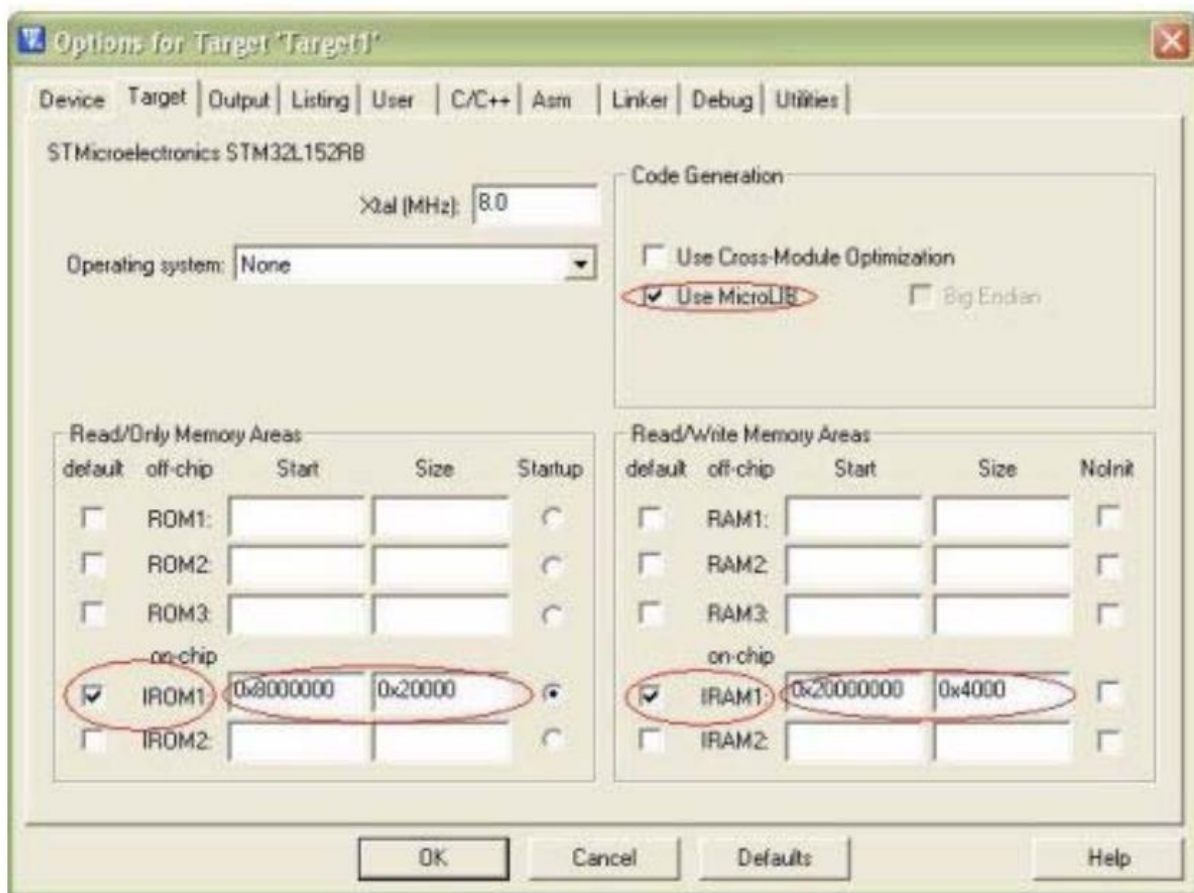 Options for Target 'Target1'
Device Target Output Listing User C/C++ Asm Linker Debug Utilities
STMicroelectronics STM32L152RB
Xtal (MHz): 8.0
Operating system: None
Code Generation
Use Cross-Module Optimization
Use MicroLIB Big Endian
Read/Only Memory Areas
default off-chip Start Size Startup
ROM1:
ROM2:
ROM3:
on-chip
IROM1: 0x8000000 0x20000
IROM2:
Read/Write Memory Areas
default off-chip Start Size NoInit
RAM1:
RAM2:
RAM3:
on-chip
IRAM1: 0x20000000 0x4000
IRAM2:
OK Cancel Defaults Help